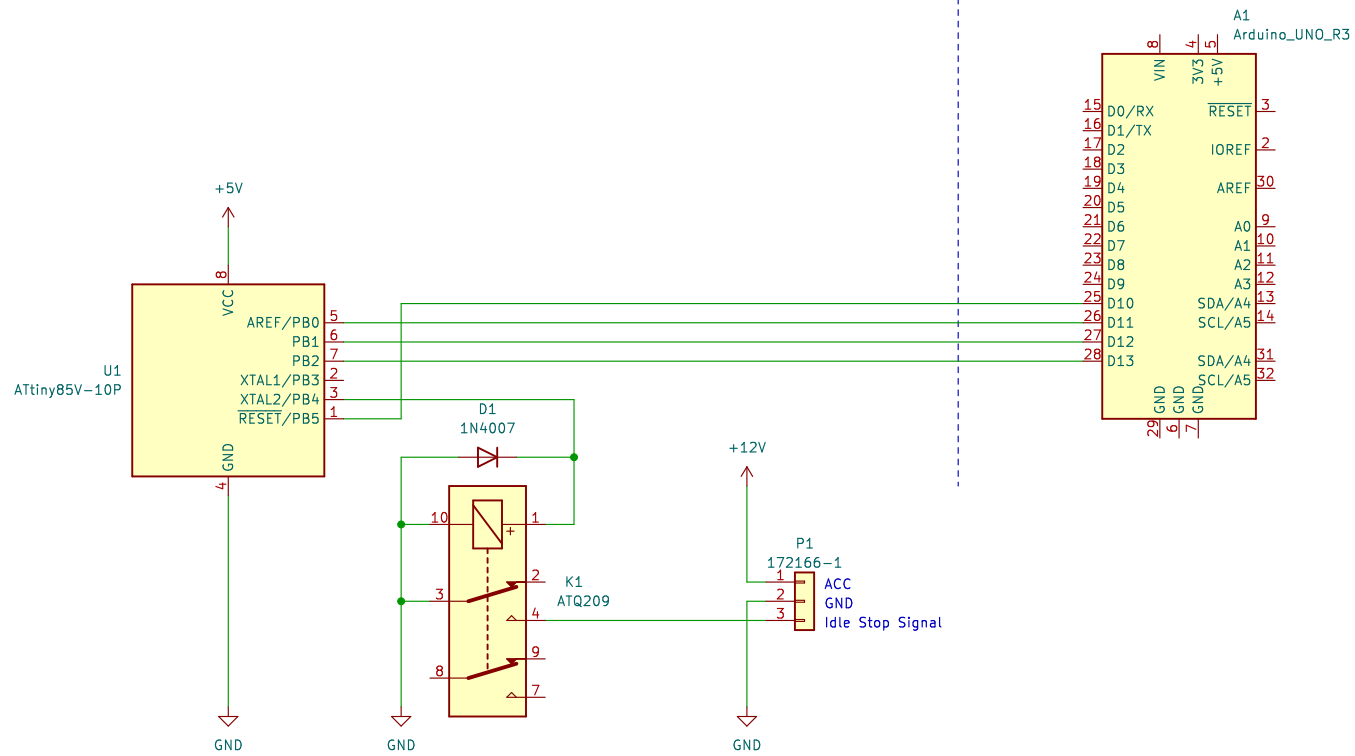 A1
Arduino_UNO_R3
8
4
5
VIN
3V3
+5V
15 D0/RX
RESET 3
16 D1/TX
17 D2
IOREF 2
18 D3
19 D4
AREF 30
20 D5
21 D6
A0 9
22 D7
A1 10
23 D8
A2 11
24 D9
A3 12
25 D10
SDA/A4 13
26 D11
SCL/A5 14
27 D12
28 D13
SDA/A4 31
SCL/A5 32
GND
GND
GND
29
6
7
+5V
8
VCC
AREF/PB0 5
PB1 6
PB2 7
XTAL1/PB3 2
XTAL2/PB4 3
RESET/PB5 1
U1
ATtiny85V-10P
GND
4
D1
1N4007
10
1
+
2
3
4
9
8
7
K1
ATQ209
+12V
P1
172166-1
1 ACC
2 GND
3 Idle Stop Signal
GND
GND
GND